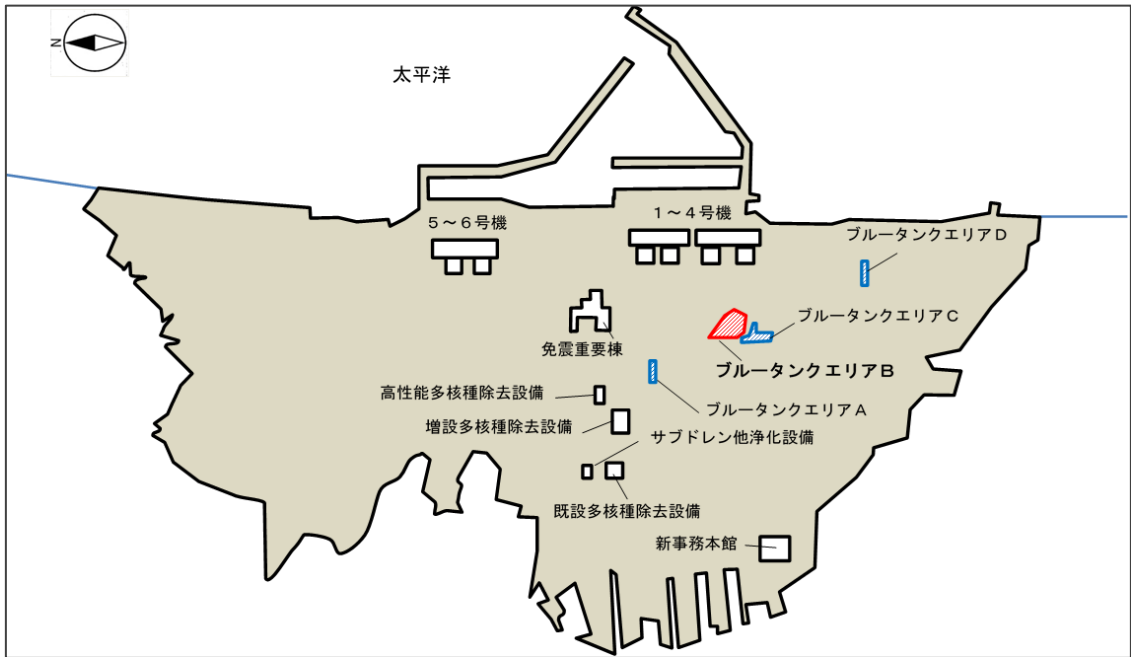 N
太平洋
５～６号機
１～４号機
ブルータンクエリアＤ
ブルータンクエリアＣ
免震重要棟
ブルータンクエリアＢ
高性能多核種除去設備
ブルータンクエリアＡ
増設多核種除去設備
サブドレン他浄化設備
既設多核種除去設備
新事務本館